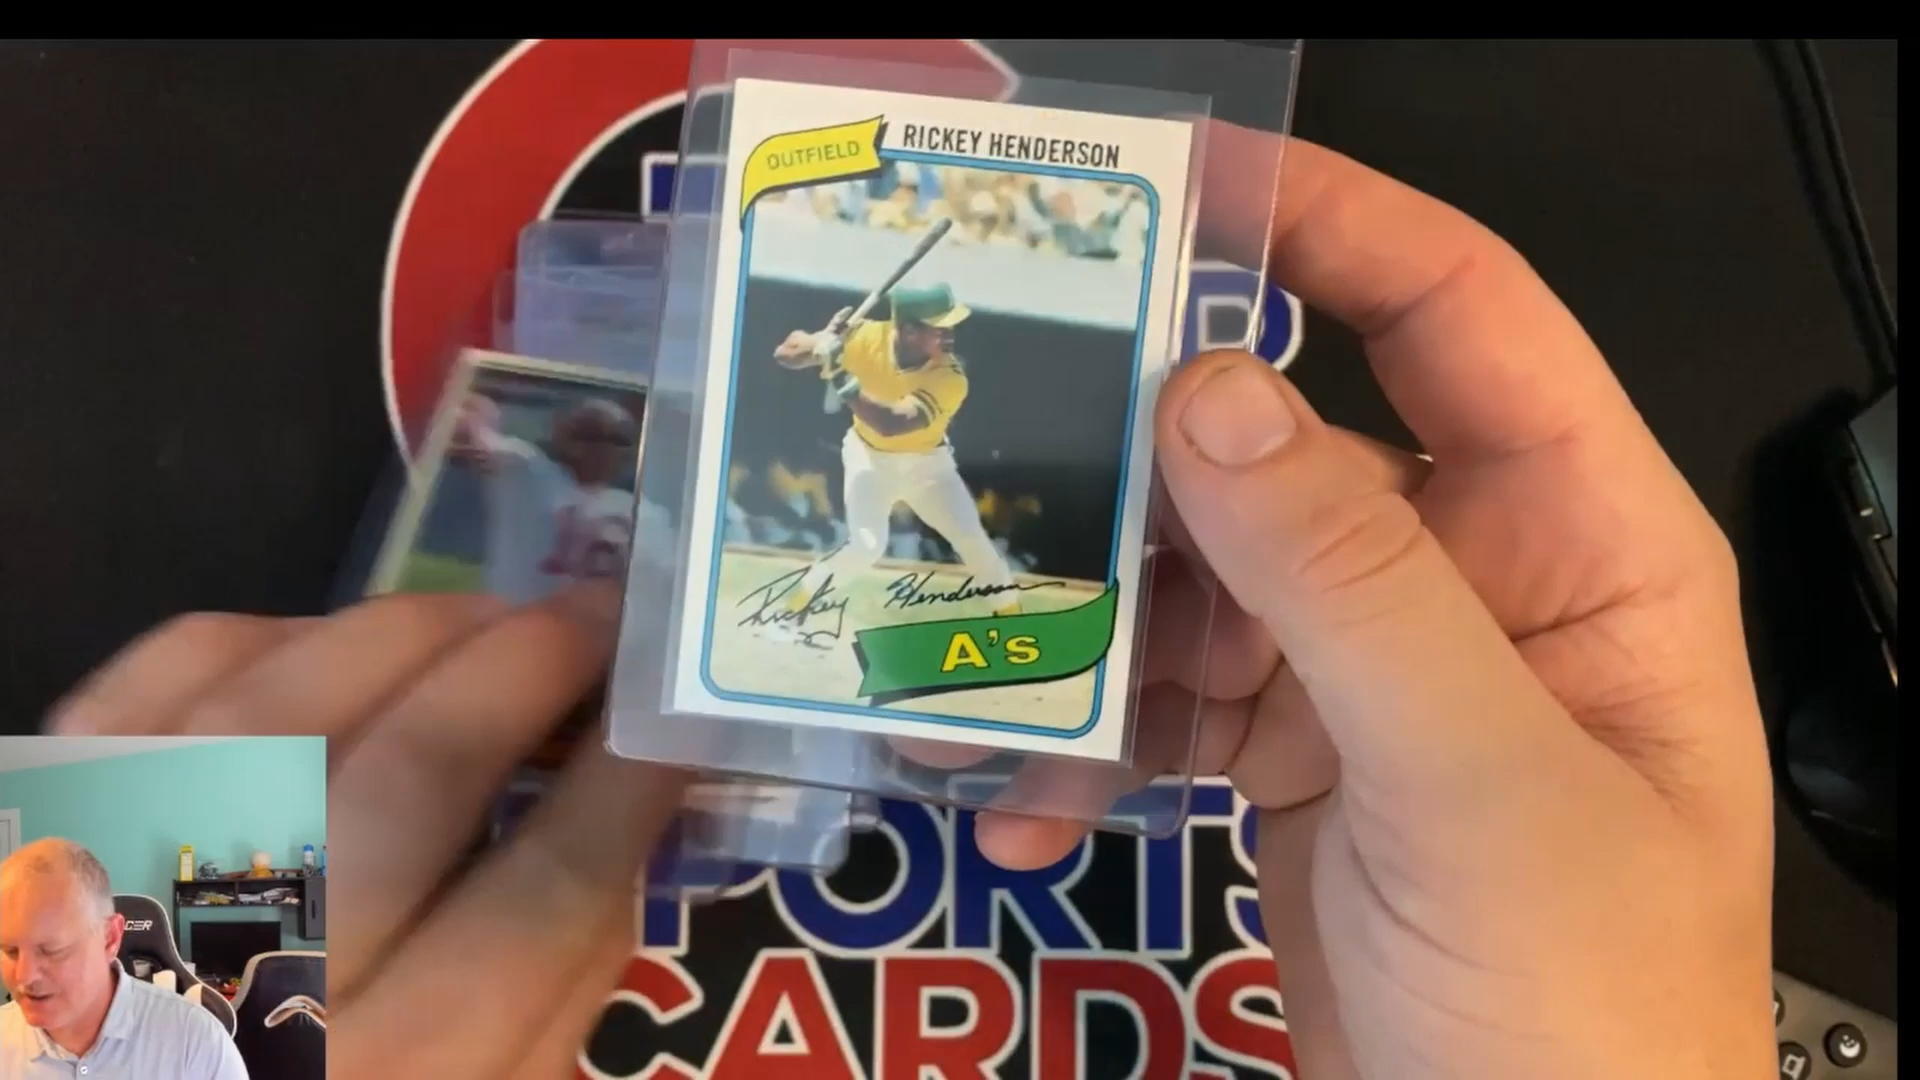 OUTFIELD
RICKEY HENDERSON
Rickey Henderson
A's
PORTS
CARDS